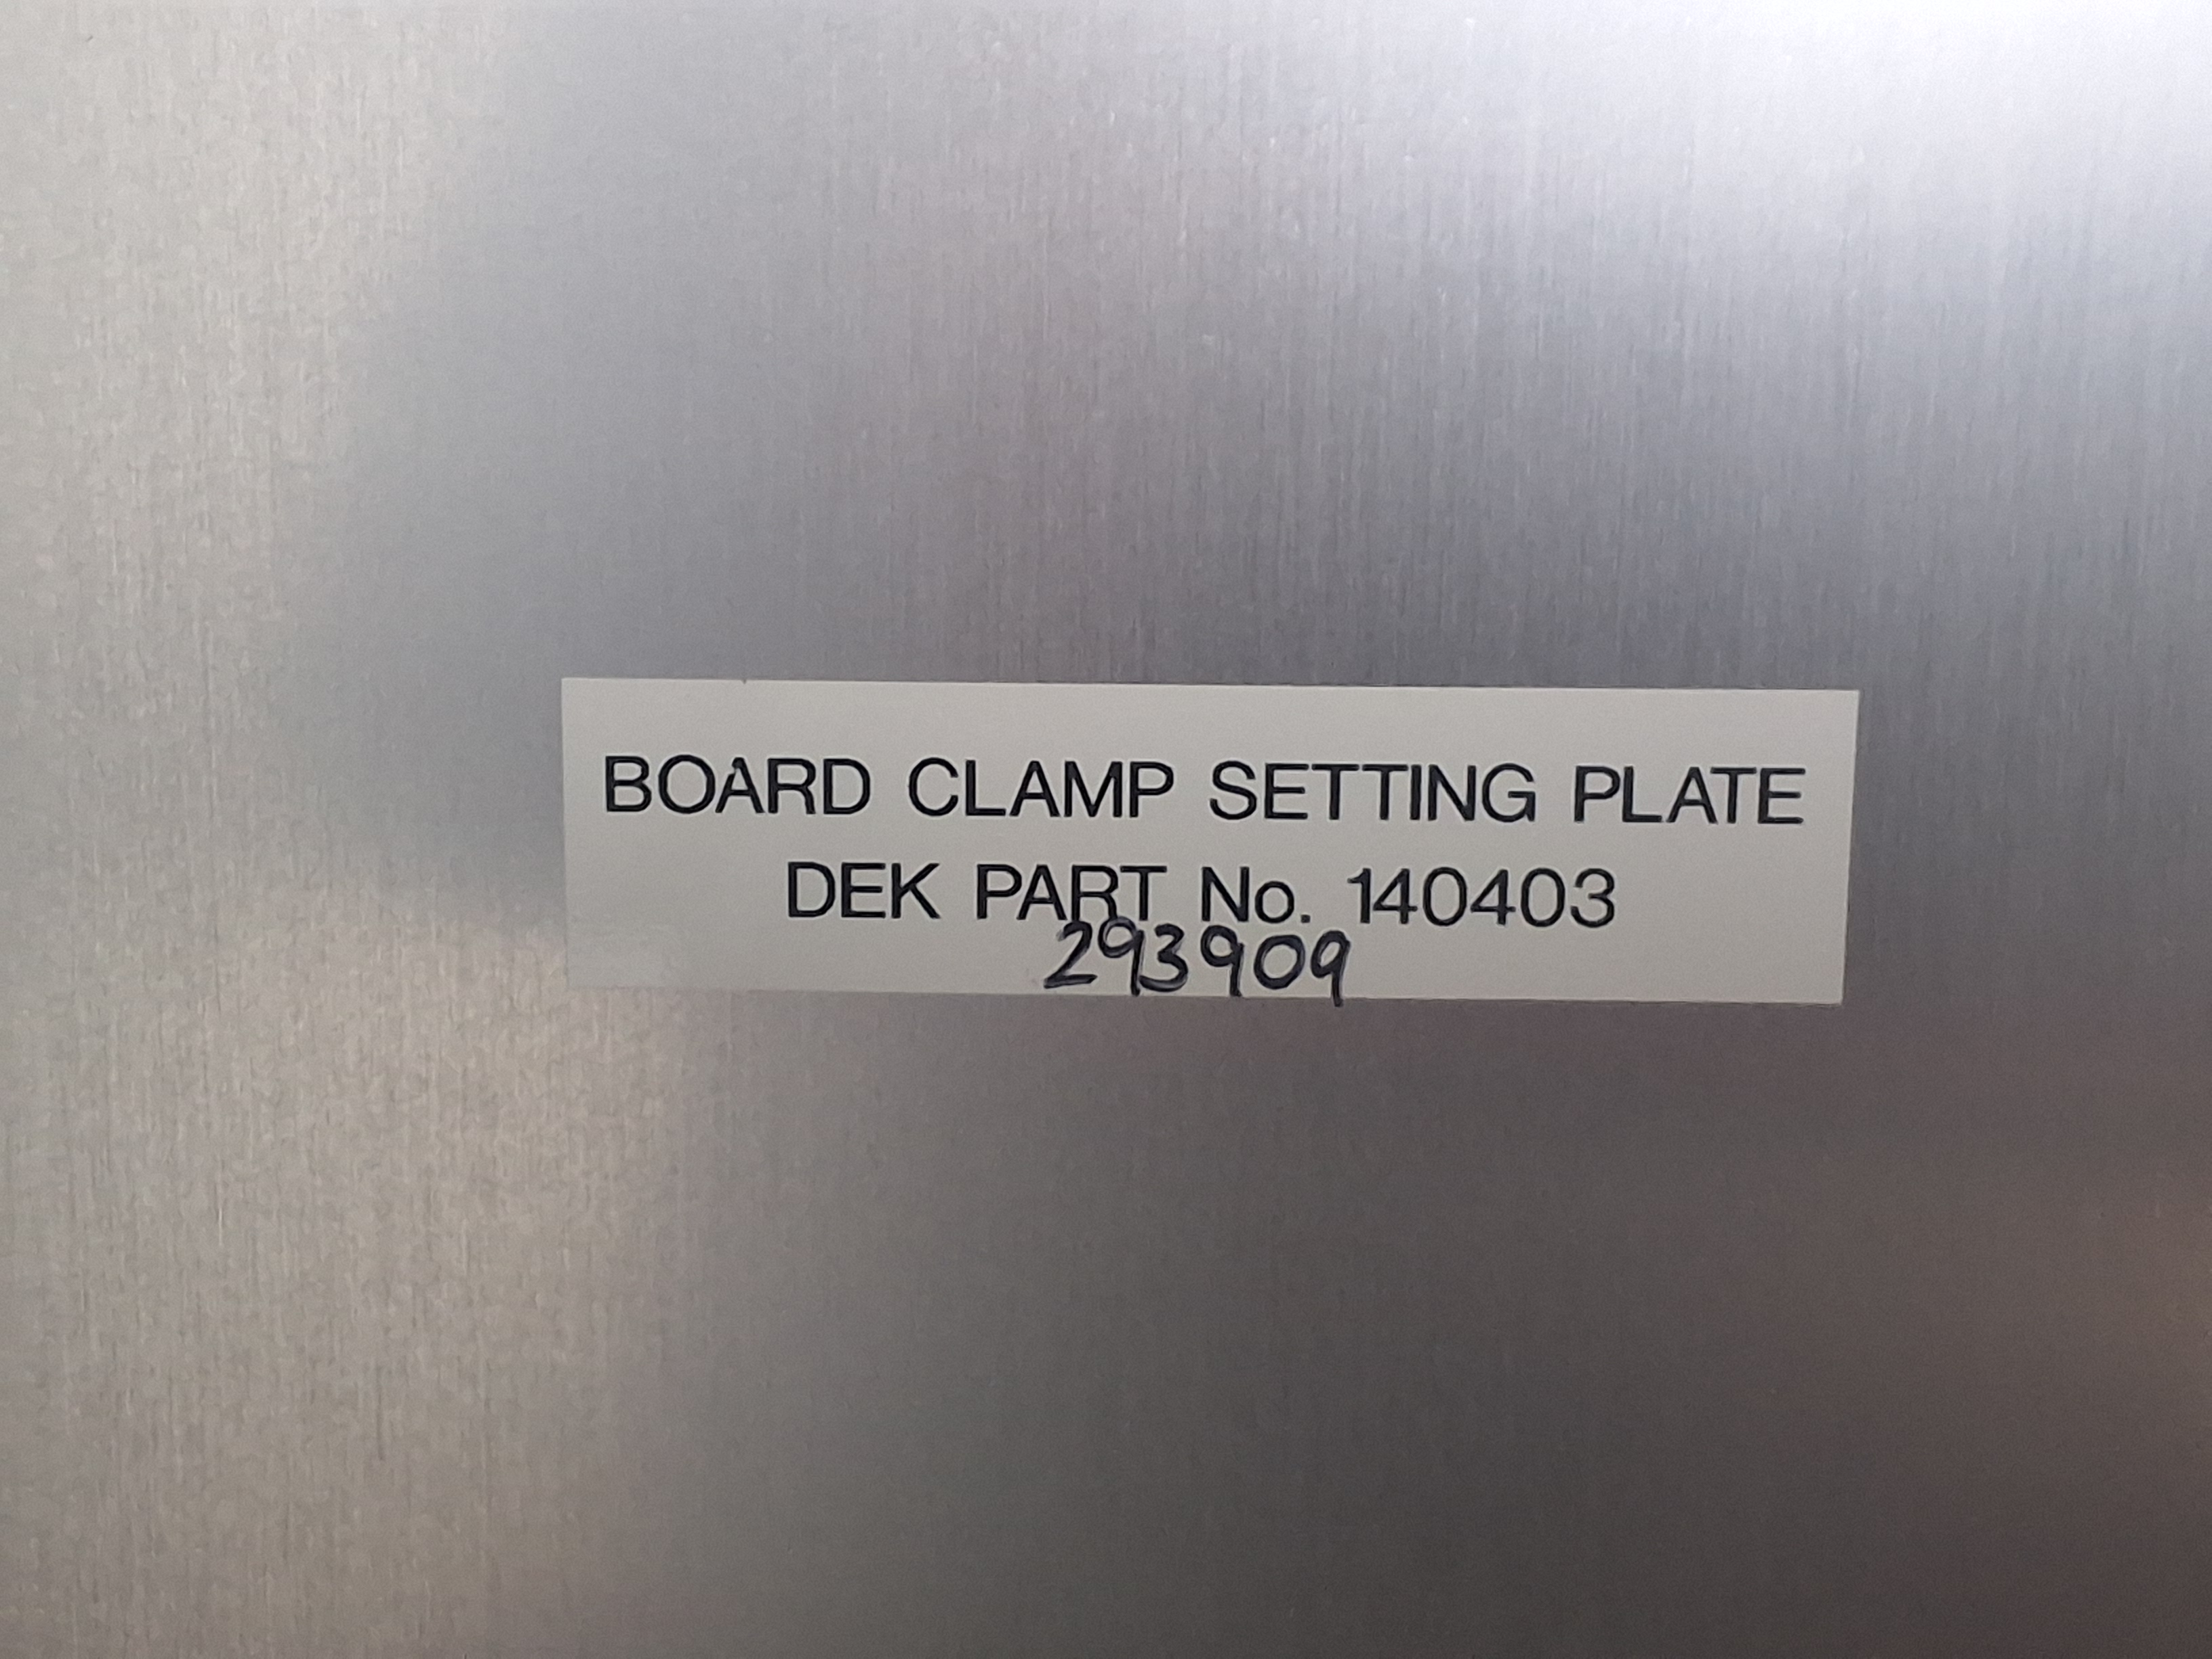 BOARD CLAMP SETTING PLATE
DEK PART No. 140403
293909